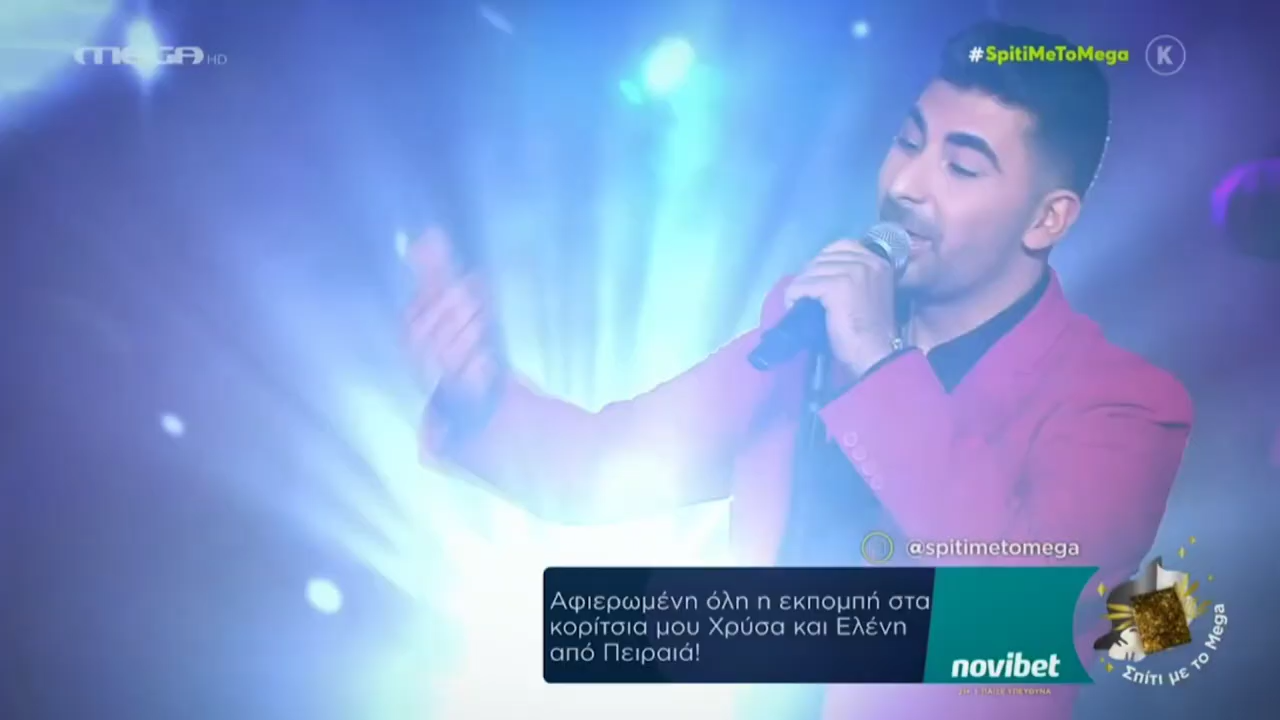 MEGA HD
#SpitiMeToMega
K
@spitimetomega
Αφιερωμένη όλη η εκπομπή στα
κορίτσια μου Χρύσα και Ελένη
από Πειραιά!
novibet
Σπίτι με το Mega